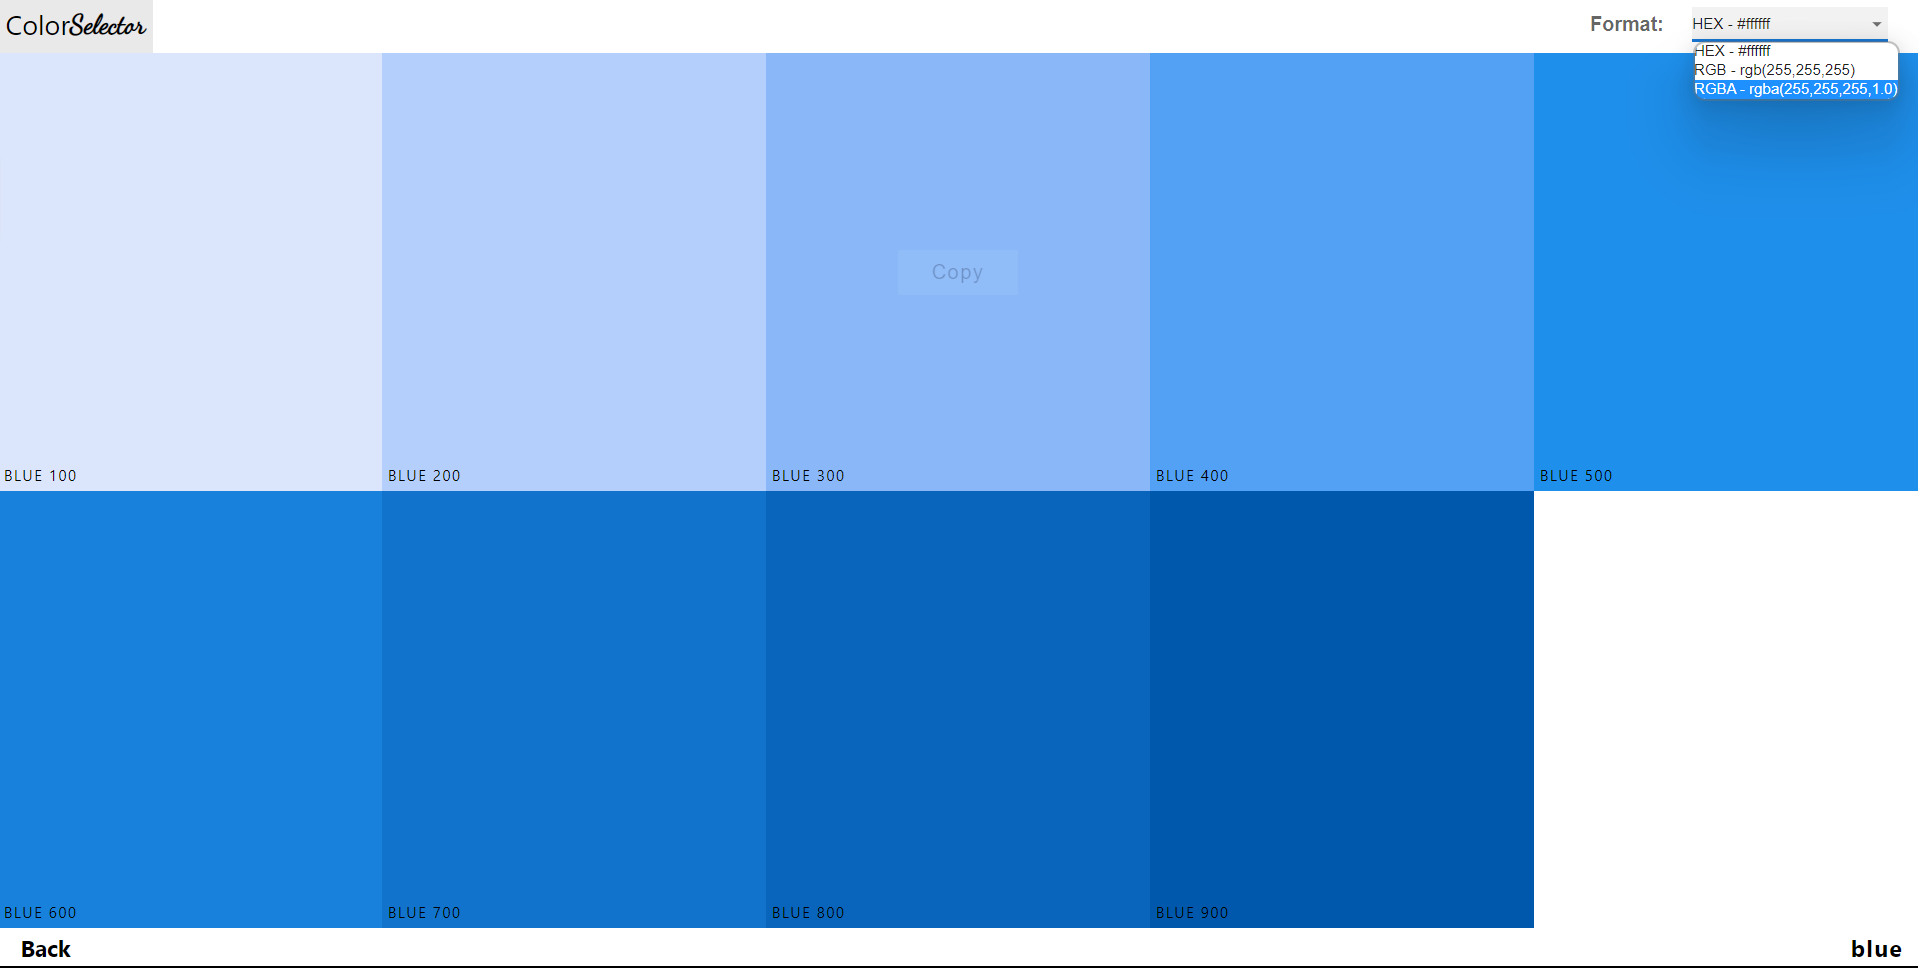 ColorSelector
Format:
HEX - #ffffff
HEX - #ffffff
RGB - rgb(255,255,255)
RGBA - rgba(255,255,255,1.0)
Copy
BLUE 100
BLUE 200
BLUE 300
BLUE 400
BLUE 500
BLUE 600
BLUE 700
BLUE 800
BLUE 900
Back
blue